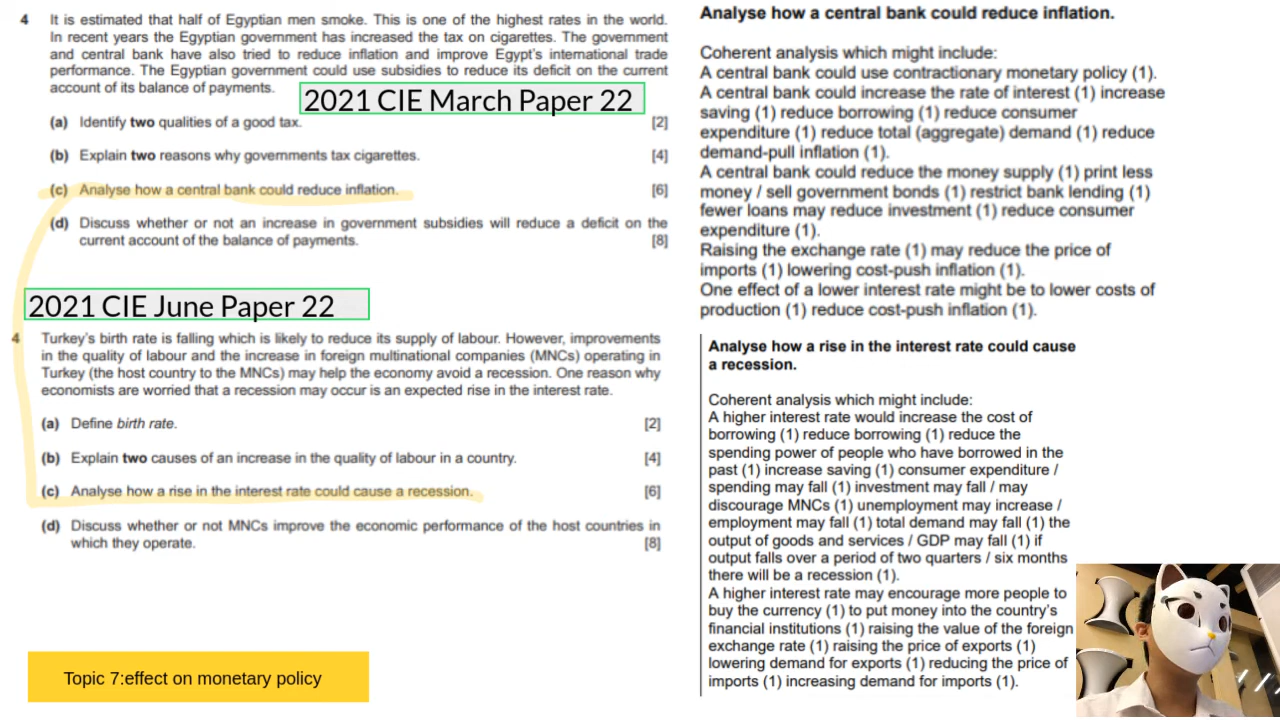 4 It is estimated that half of Egyptian men smoke. This is one of the highest rates in the world.
In recent years the Egyptian government has increased the tax on cigarettes. The government
and central bank have also tried to reduce inflation and improve Egypt's international trade
performance. The Egyptian government could use subsidies to reduce its deficit on the current
account of its balance of payments.
2021 CIE March Paper 22
(a) Identify two qualities of a good tax. [2]
(b) Explain two reasons why governments tax cigarettes. [4]
(c) Analyse how a central bank could reduce inflation. [6]
(d) Discuss whether or not an increase in government subsidies will reduce a deficit on the
current account of the balance of payments. [8]
2021 CIE June Paper 22
4 Turkey's birth rate is falling which is likely to reduce its supply of labour. However, improvements
in the quality of labour and the increase in foreign multinational companies (MNCs) operating in
Turkey (the host country to the MNCs) may help the economy avoid a recession. One reason why
economists are worried that a recession may occur is an expected rise in the interest rate.
(a) Define birth rate. [2]
(b) Explain two causes of an increase in the quality of labour in a country. [4]
(c) Analyse how a rise in the interest rate could cause a recession. [6]
(d) Discuss whether or not MNCs improve the economic performance of the host countries in
which they operate. [8]
Topic 7:effect on monetary policy
Analyse how a central bank could reduce inflation.
Coherent analysis which might include:
A central bank could use contractionary monetary policy (1).
A central bank could increase the rate of interest (1) increase
saving (1) reduce borrowing (1) reduce consumer
expenditure (1) reduce total (aggregate) demand (1) reduce
demand-pull inflation (1).
A central bank could reduce the money supply (1) print less
money / sell government bonds (1) restrict bank lending (1)
fewer loans may reduce investment (1) reduce consumer
expenditure (1).
Raising the exchange rate (1) may reduce the price of
imports (1) lowering cost-push inflation (1).
One effect of a lower interest rate might be to lower costs of
production (1) reduce cost-push inflation (1).
Analyse how a rise in the interest rate could cause
a recession.
Coherent analysis which might include:
A higher interest rate would increase the cost of
borrowing (1) reduce borrowing (1) reduce the
spending power of people who have borrowed in the
past (1) increase saving (1) consumer expenditure /
spending may fall (1) investment may fall / may
discourage MNCs (1) unemployment may increase /
employment may fall (1) total demand may fall (1) the
output of goods and services / GDP may fall (1) if
output falls over a period of two quarters / six months
there will be a recession (1).
A higher interest rate may encourage more people to
buy the currency (1) to put money into the country's
financial institutions (1) raising the value of the foreign
exchange rate (1) raising the price of exports (1)
lowering demand for exports (1) reducing the price of
imports (1) increasing demand for imports (1).